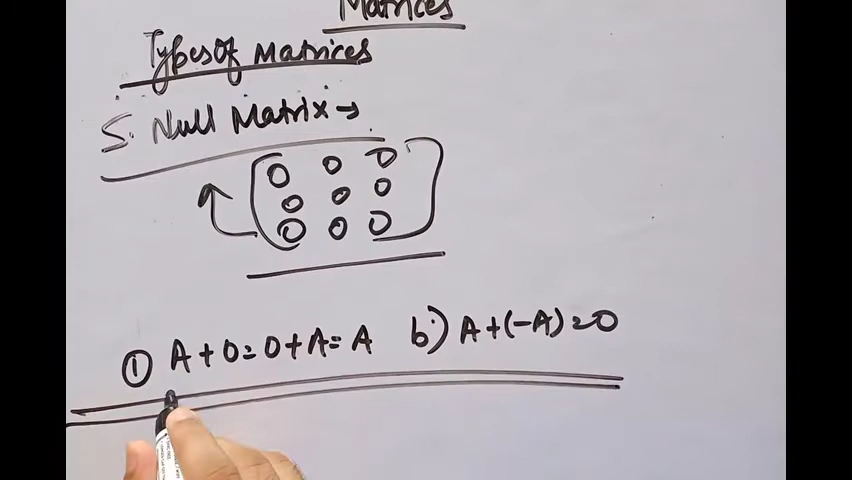 Matrices
Types of Matrices
5. Null Matrix →
0 0 0
0 0 0
0 0 0
① A + 0 = 0 + A = A b) A + (-A) = 0